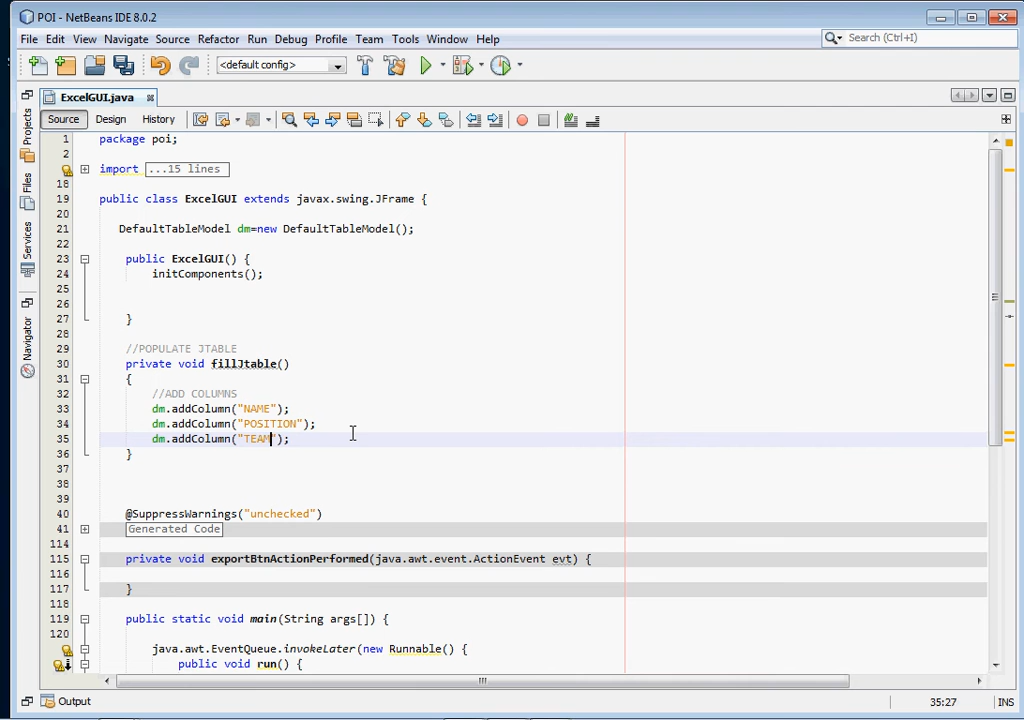 POI - NetBeans IDE 8.0.2
File Edit View Navigate Source Refactor Run Debug Profile Team Tools Window Help
Search (Ctrl+I)
<default config>
ExcelGUI.java
Source Design History
Projects
Files
Services
Navigator
1 package poi;
2
import ...15 lines
18
19 public class ExcelGUI extends javax.swing.JFrame {
20
21 DefaultTableModel dm=new DefaultTableModel();
22
23 public ExcelGUI() {
24 initComponents();
25
26
27 }
28
29 //POPULATE JTABLE
30 private void fillJtable()
31 {
32 //ADD COLUMNS
33 dm.addColumn("NAME");
34 dm.addColumn("POSITION");
35 dm.addColumn("TEAM");
36 }
37
38
39
40 @SuppressWarnings("unchecked")
41 Generated Code
114
115 private void exportBtnActionPerformed(java.awt.event.ActionEvent evt) {
116
117 }
118
119 public static void main(String args[]) {
120
java.awt.EventQueue.invokeLater(new Runnable() {
public void run() {
Output
35:27
INS